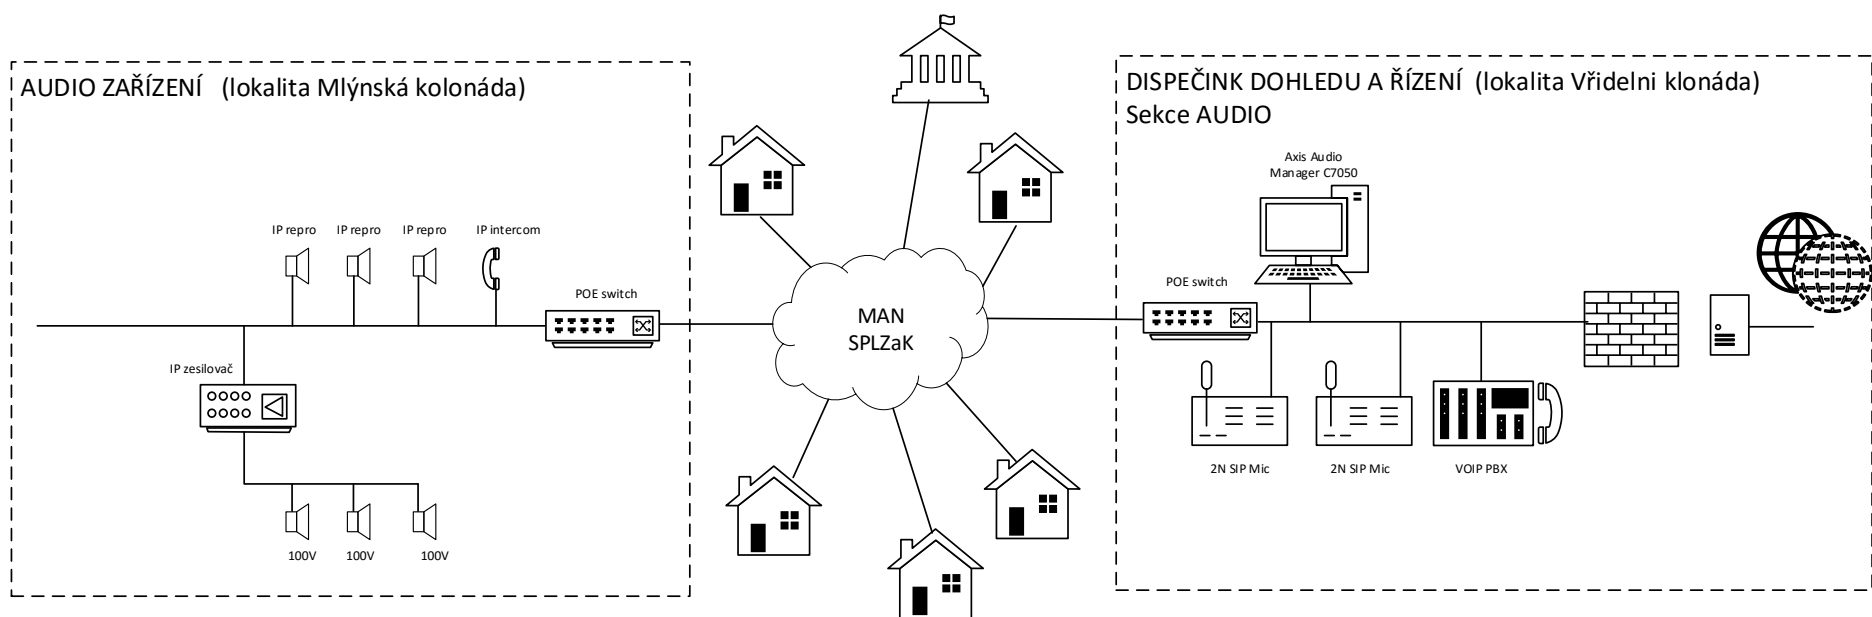 AUDIO ZAŘÍZENÍ (lokalita Mlýnská kolonáda)
IP repro
IP repro
IP repro
IP intercom
POE switch
IP zesilovač
100V
100V
100V
MAN
SPLZaK
DISPEČINK DOHLEDU A ŘÍZENÍ (lokalita Vřidelni klonáda)
Sekce AUDIO
Axis Audio
Manager C7050
POE switch
2N SIP Mic
2N SIP Mic
VOIP PBX